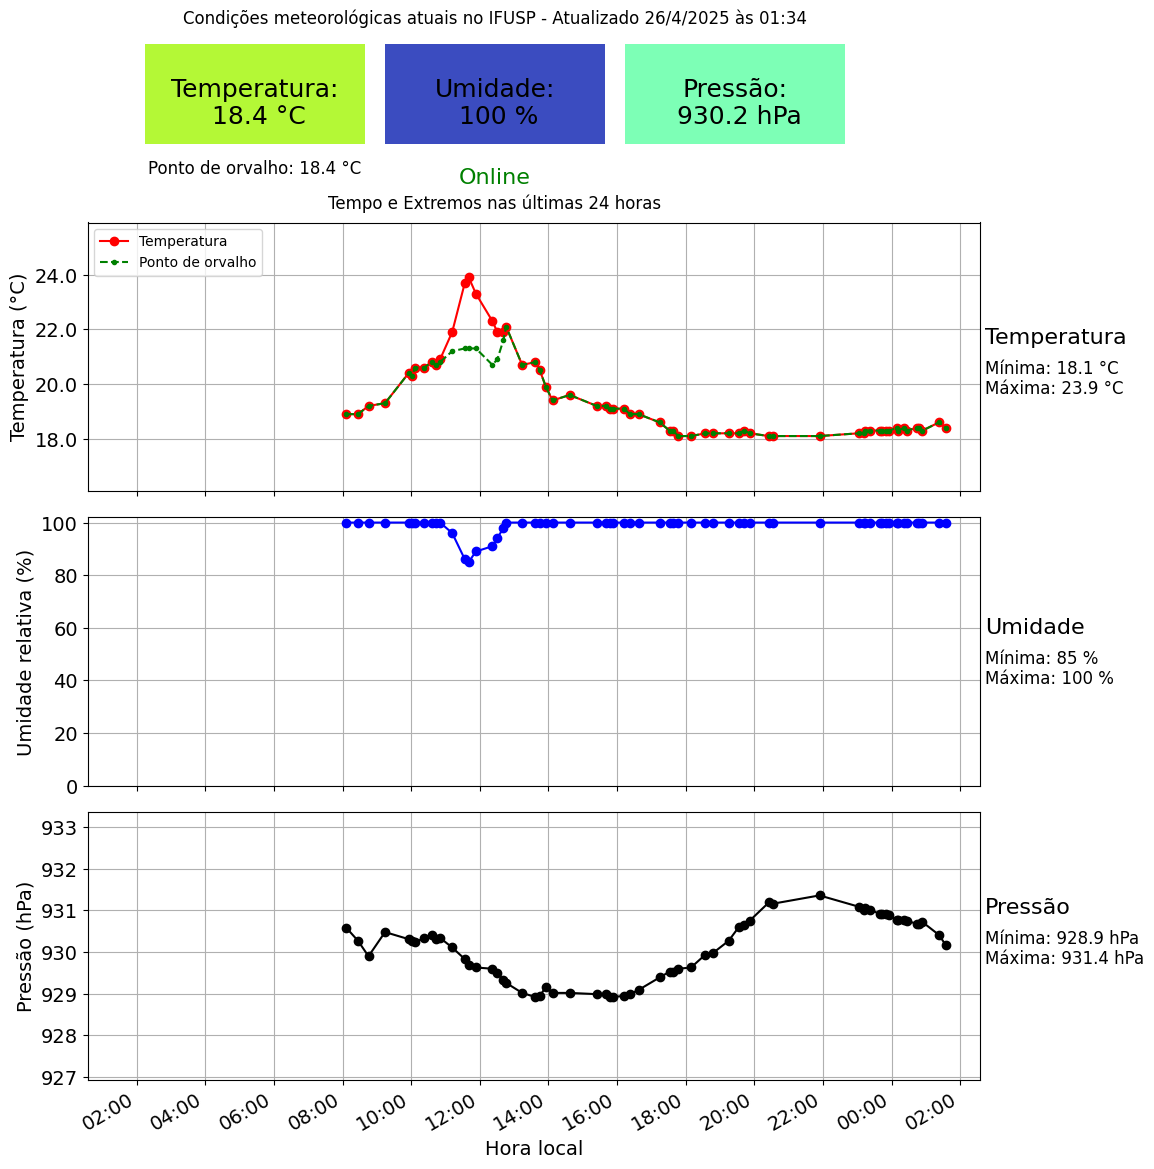 Condições meteorológicas atuais no IFUSP - Atualizado 26/4/2025 às 01:34
Temperatura:
18.4 °C
Umidade:
100 %
Pressão:
930.2 hPa
Ponto de orvalho: 18.4 °C
Online
Tempo e Extremos nas últimas 24 horas
Temperatura
Ponto de orvalho
Temperatura (°C)
24.0
22.0
20.0
18.0
Temperatura
Mínima: 18.1 °C
Máxima: 23.9 °C
Umidade relativa (%)
100
80
60
40
20
0
Umidade
Mínima: 85 %
Máxima: 100 %
Pressão (hPa)
933
932
931
930
929
928
927
Pressão
Mínima: 928.9 hPa
Máxima: 931.4 hPa
02:00
04:00
06:00
08:00
10:00
12:00
14:00
16:00
18:00
20:00
22:00
00:00
02:00
Hora local